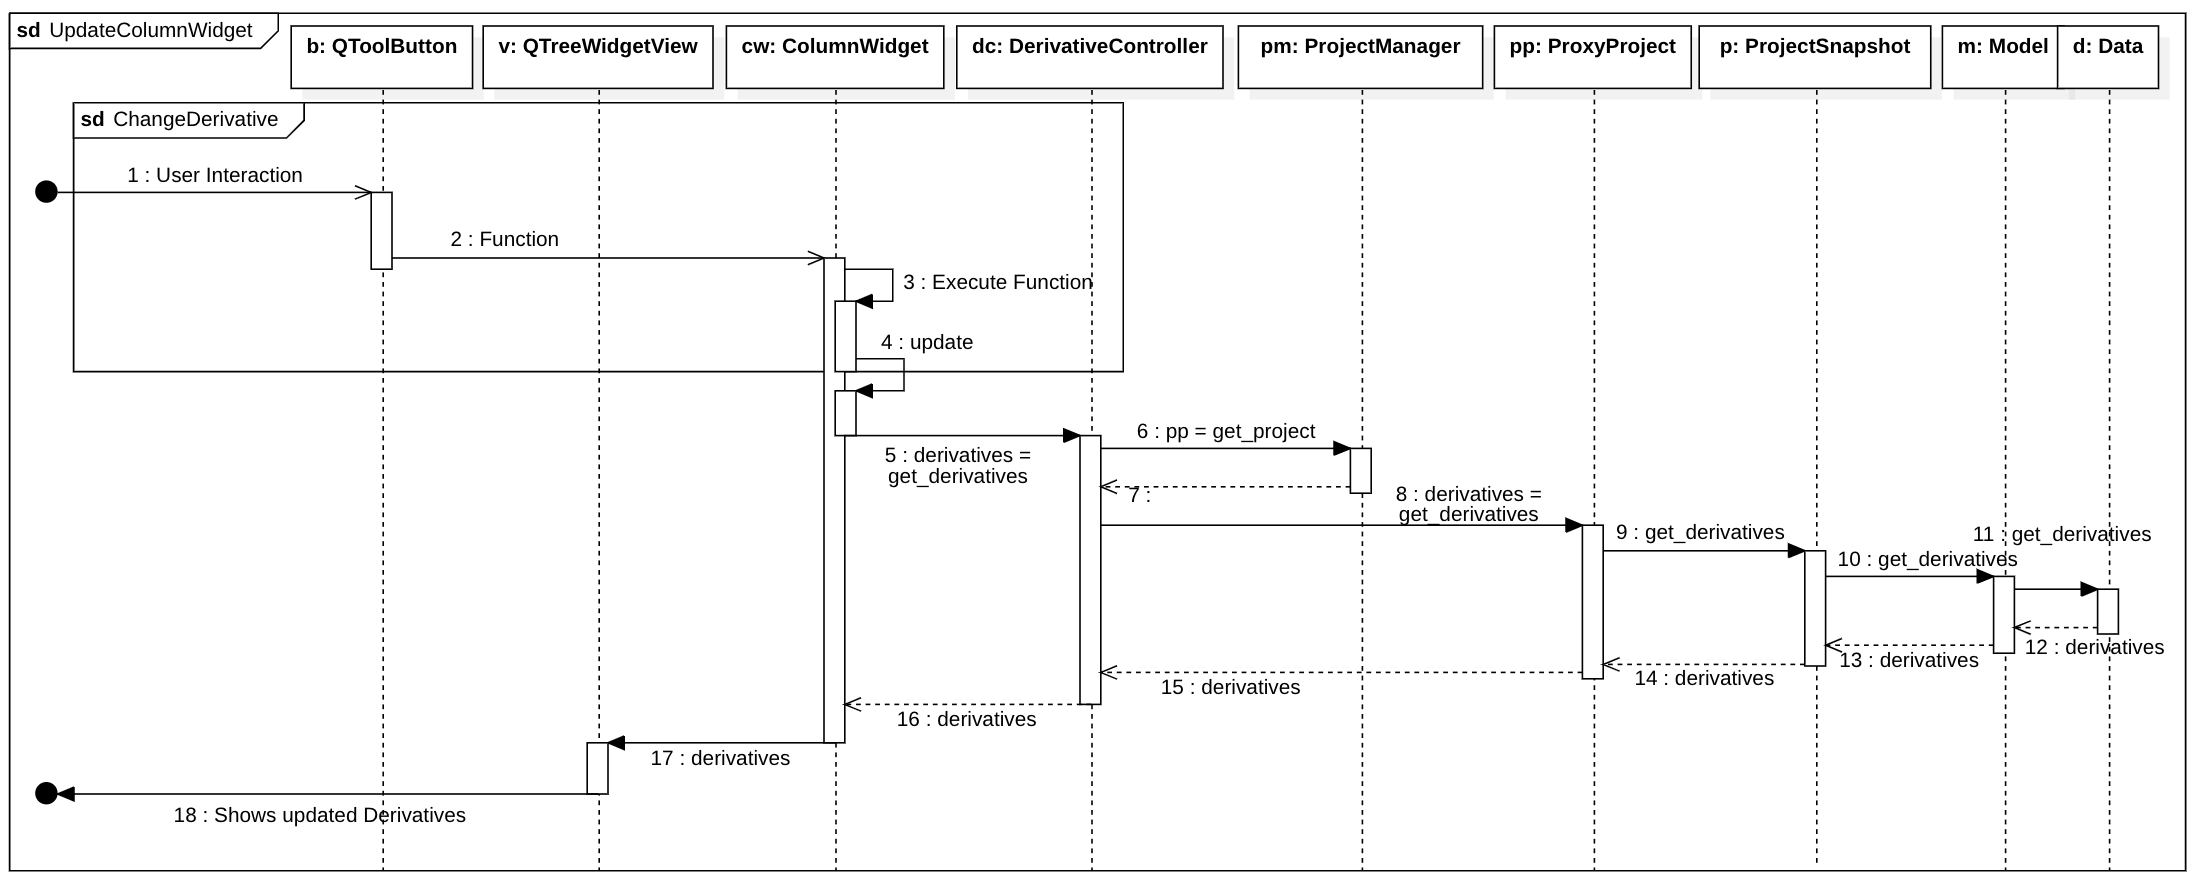 sd UpdateColumnWidget
b: QToolButton
v: QTreeWidgetView
cw: ColumnWidget
dc: DerivativeController
pm: ProjectManager
pp: ProxyProject
p: ProjectSnapshot
m: Model
d: Data
sd ChangeDerivative
1 : User Interaction
2 : Function
3 : Execute Function
4 : update
5 : derivatives =
get_derivatives
6 : pp = get_project
7 :
8 : derivatives =
get_derivatives
9 : get_derivatives
10 : get_derivatives
11 : get_derivatives
12 : derivatives
13 : derivatives
14 : derivatives
15 : derivatives
16 : derivatives
17 : derivatives
18 : Shows updated Derivatives